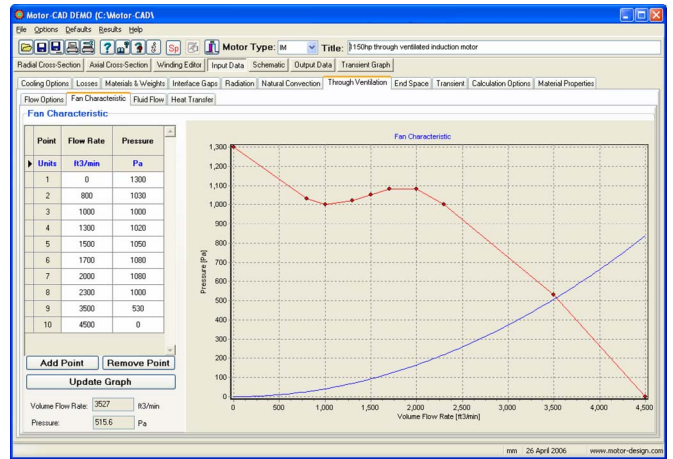 Motor-CAD DEMO (C:\Motor-CAD\
File Options Defaults Results Help
Sp Motor Type: IM Title: 1150hp through ventilated induction motor
Radial Cross-Section Axial Cross-Section Winding Editor Input Data Schematic Output Data Transient Graph
Cooling Options Losses Materials & Weights Interface Gaps Radiation Natural Convection Through Ventilation End Space Transient Calculation Options Material Properties
Flow Options Fan Characteristic Fluid Flow Heat Transfer
Fan Characteristic
Point Flow Rate Pressure
Units ft3/min Pa
1 0 1300
2 800 1030
3 1000 1000
4 1300 1020
5 1500 1050
6 1700 1080
7 2000 1080
8 2300 1000
9 3500 530
10 4500 0
Add Point Remove Point
Update Graph
Volume Flow Rate: 3527 ft3/min
Pressure: 515.6 Pa
Fan Characteristic
Pressure [Pa]
1,300
1,200
1,100
1,000
900
800
700
600
500
400
300
200
100
0
0 500 1,000 1,500 2,000 2,500 3,000 3,500 4,000 4,500
Volume Flow Rate [ft3/min]
mm 26 April 2006 www.motor-design.com